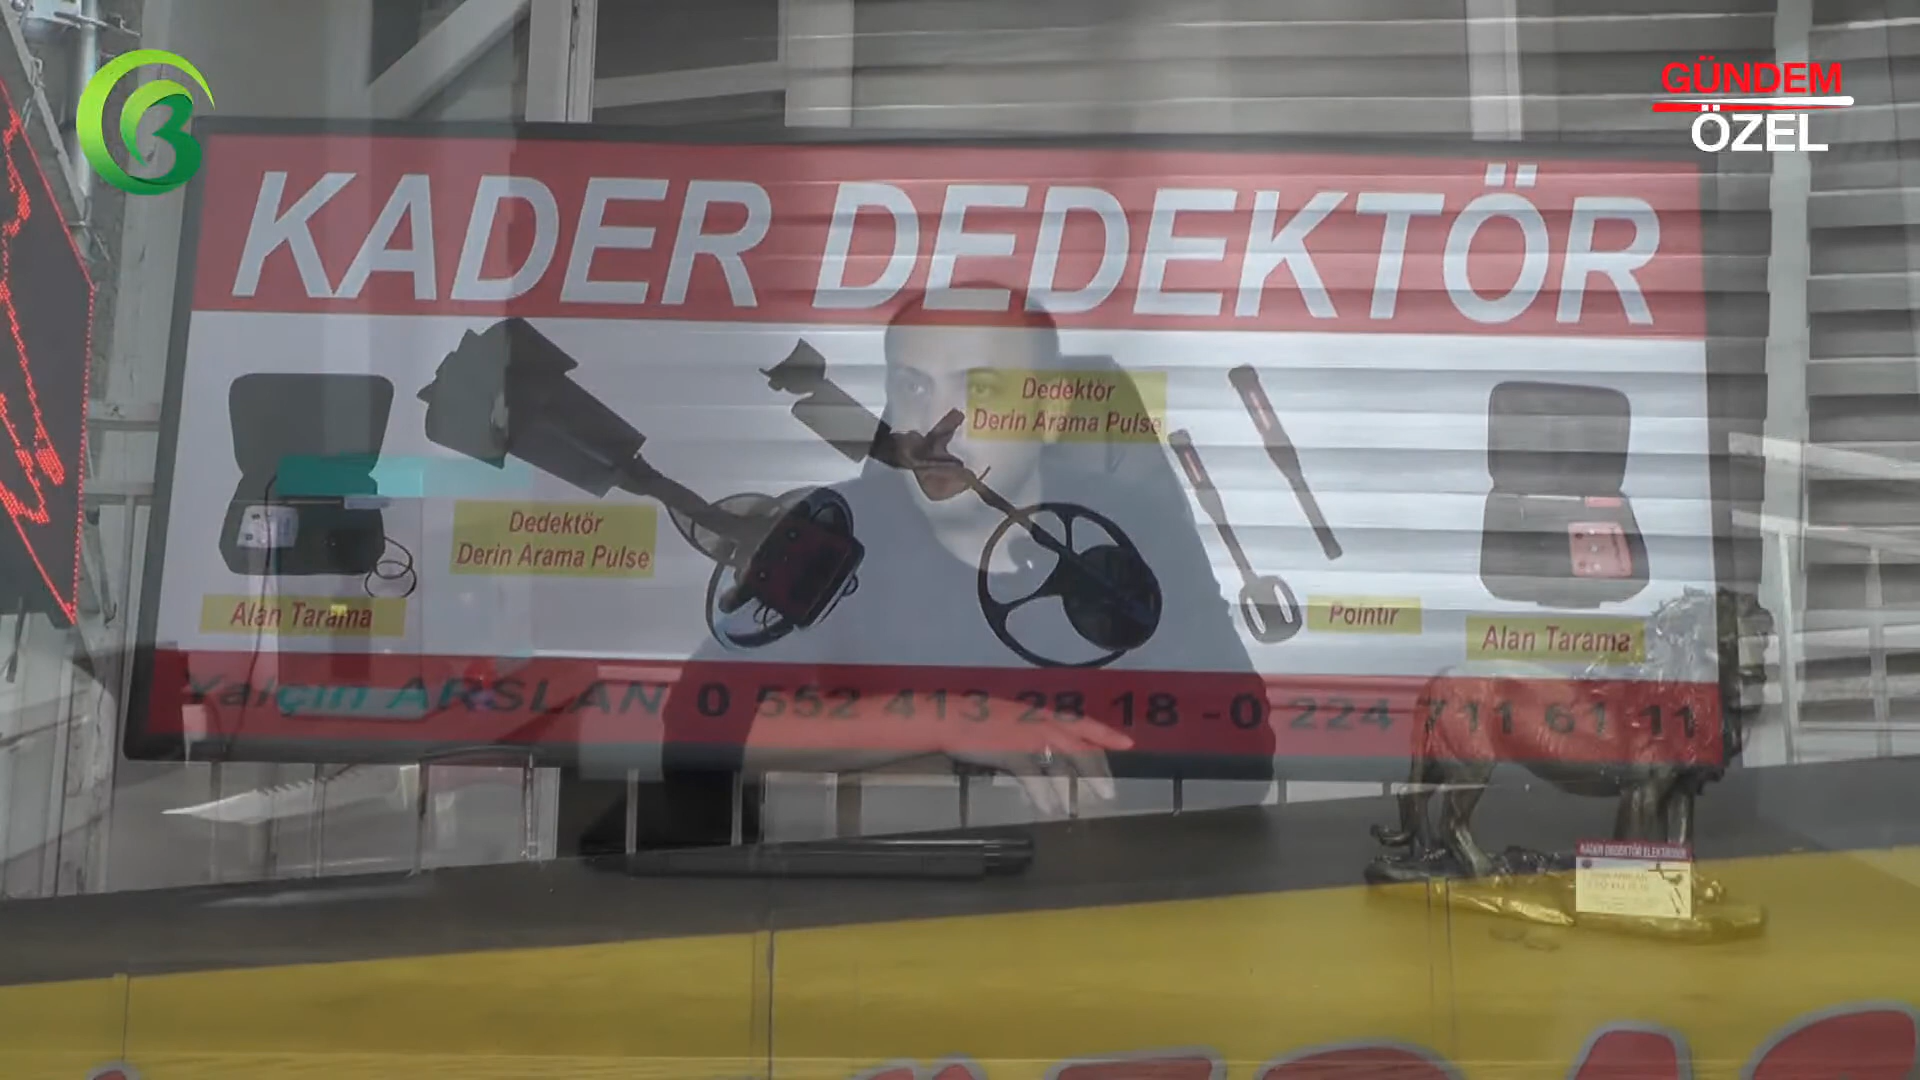 GÜNDEM
ÖZEL
KADER DEDEKTÖR
Dedektör
Derin Arama Pulse
Dedektör
Derin Arama Pulse
Alan Tarama
Pointir
Alan Tarama
Yalçın ARSLAN 0 552 413 28 18 - 0 224 711 61 11
KADER DEDEKTÖR ELEKTRONİK